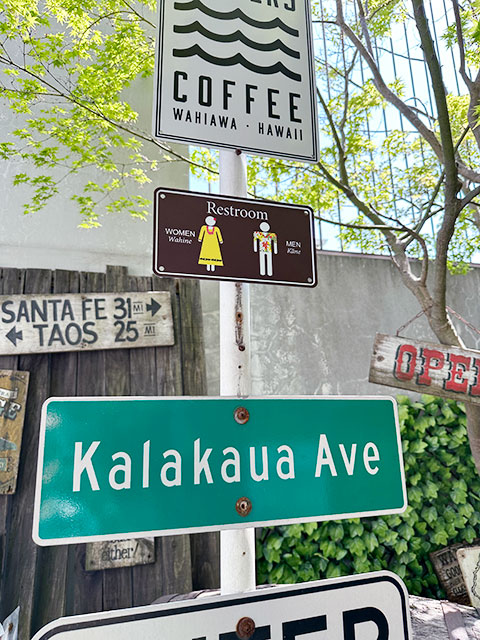 COFFEE
WAHIAWA · HAWAII
Restroom
WOMEN
Wahine
MEN
Kāne
SANTA FE 31 MI
TAOS 25 MI
OPE
Kalakaua Ave